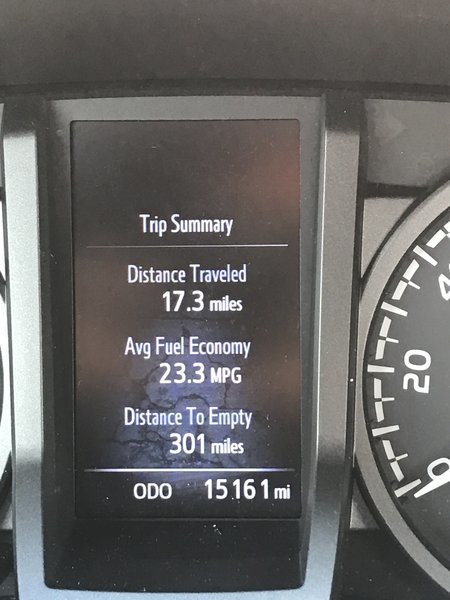 Trip Summary
Distance Traveled
17.3 miles
Avg Fuel Economy
23.3 MPG
Distance To Empty
301 miles
ODO 15161 mi
20
0